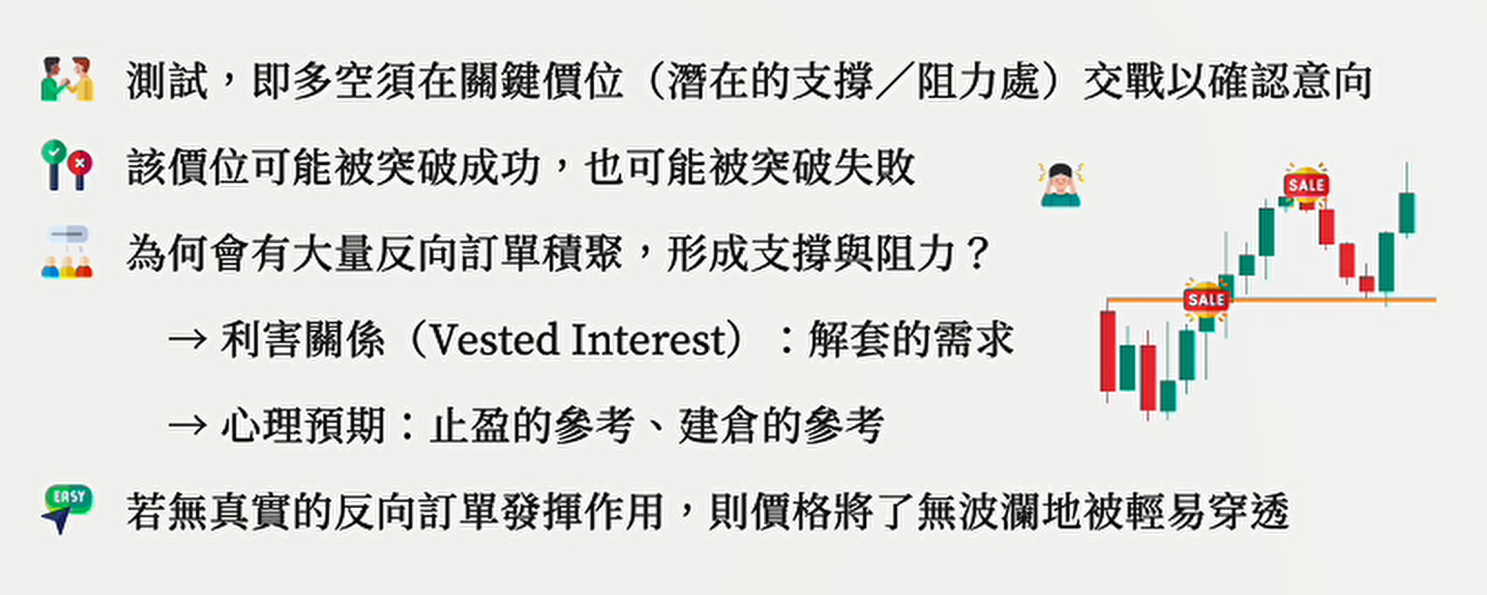 測試，即多空須在關鍵價位（潛在的支撐／阻力處）交戰以確認意向
該價位可能被突破成功，也可能被突破失敗
SALE
為何會有大量反向訂單積聚，形成支撐與阻力？
SALE
→ 利害關係（Vested Interest）：解套的需求
→ 心理預期：止盈的參考、建倉的參考
EASY
若無真實的反向訂單發揮作用，則價格將了無波瀾地被輕易穿透